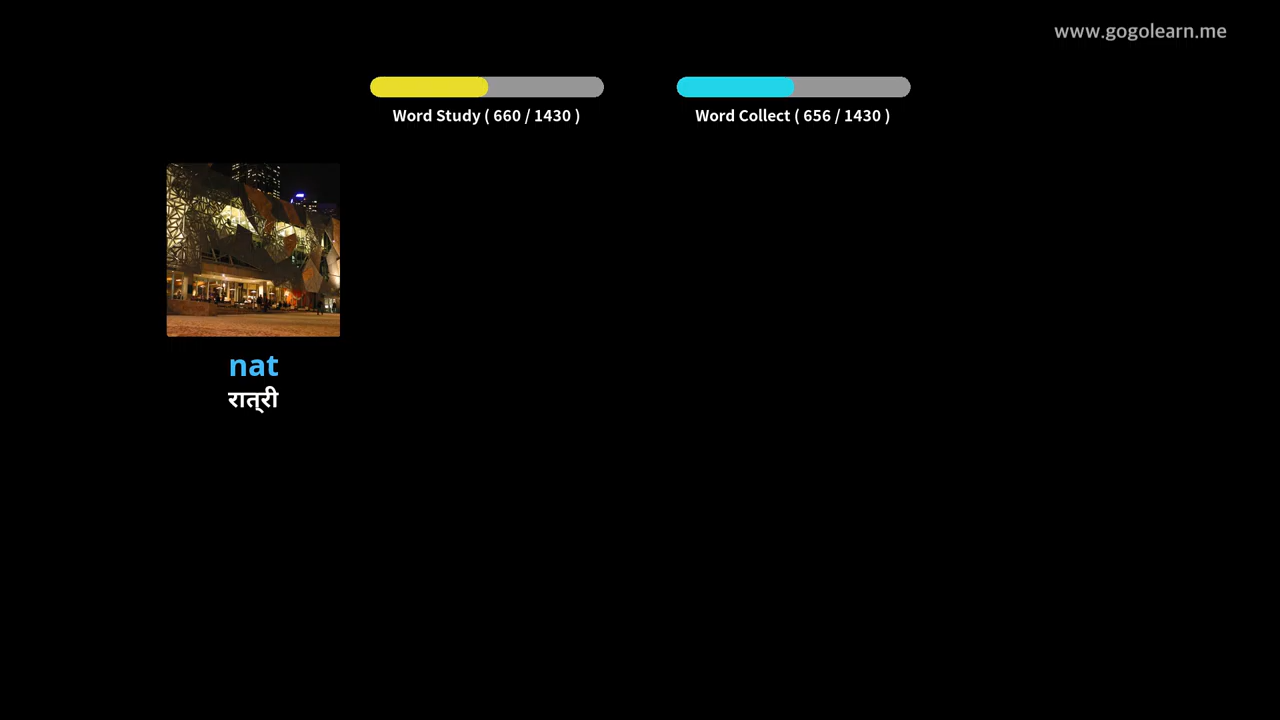 www.gogolearn.me
Word Study ( 660 / 1430 )
Word Collect ( 656 / 1430 )
nat
रात्री